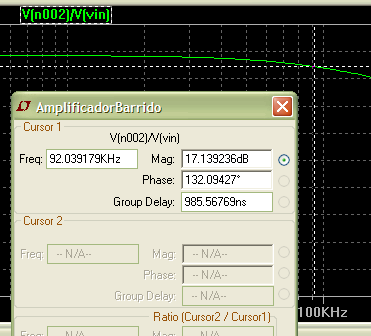 V(n002)/V(vin)
AmplificadorBarrido
Cursor 1
V(n002)/V(vin)
Freq: 92.039179KHz Mag: 17.139236dB
Phase: 132.09427°
Group Delay: 985.56769ns
Cursor 2
Freq: -- N/A-- Mag: -- N/A--
Phase: -- N/A--
Group Delay: -- N/A--
Ratio (Cursor2 / Cursor1)
Freq: -- N/A-- Mag: -- N/A--
100KHz